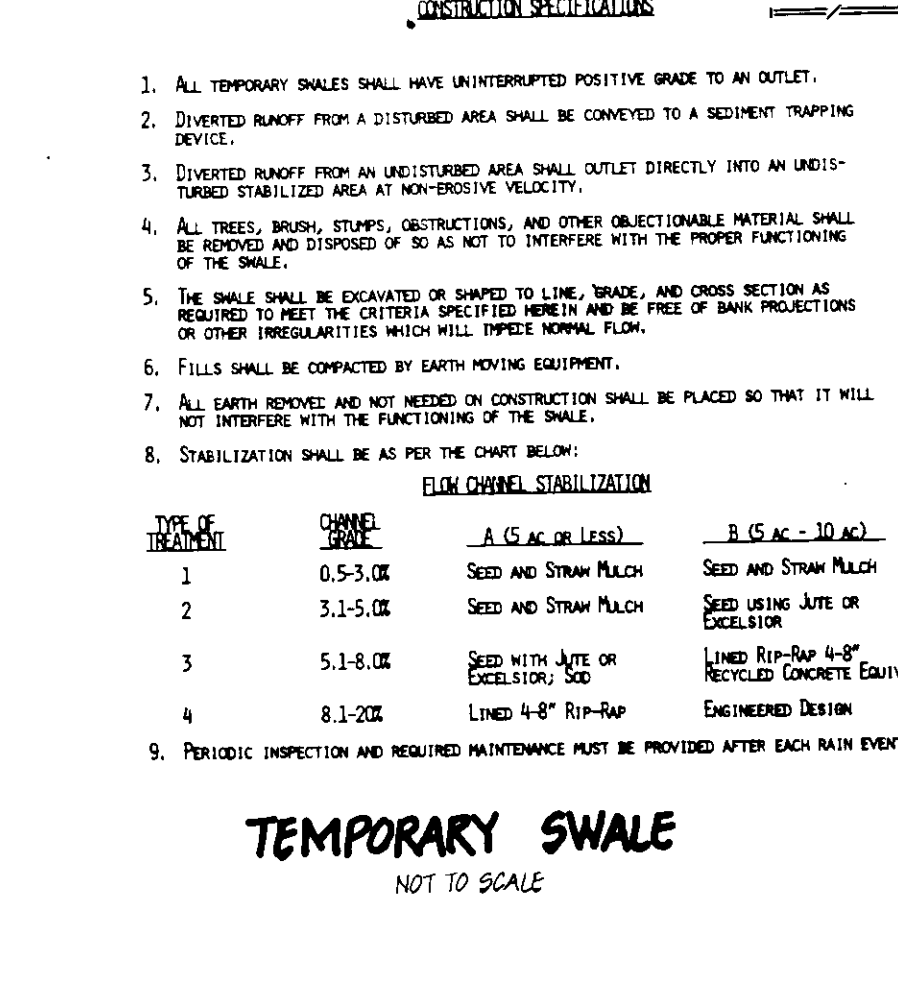 CONSTRUCTION SPECIFICATIONS
1. ALL TEMPORARY SWALES SHALL HAVE UNINTERRUPTED POSITIVE GRADE TO AN OUTLET.
2. DIVERTED RUNOFF FROM A DISTURBED AREA SHALL BE CONVEYED TO A SEDIMENT TRAPPING
DEVICE.
3. DIVERTED RUNOFF FROM AN UNDISTURBED AREA SHALL OUTLET DIRECTLY INTO AN UNDIS-
TURBED STABILIZED AREA AT NON-EROSIVE VELOCITY.
4. ALL TREES, BRUSH, STUMPS, OBSTRUCTIONS, AND OTHER OBJECTIONABLE MATERIAL SHALL
BE REMOVED AND DISPOSED OF SO AS NOT TO INTERFERE WITH THE PROPER FUNCTIONING
OF THE SWALE.
5. THE SWALE SHALL BE EXCAVATED OR SHAPED TO LINE, GRADE, AND CROSS SECTION AS
REQUIRED TO MEET THE CRITERIA SPECIFIED HEREIN AND BE FREE OF BANK PROJECTIONS
OR OTHER IRREGULARITIES WHICH WILL IMPEDE NORMAL FLOW.
6. FILLS SHALL BE COMPACTED BY EARTH MOVING EQUIPMENT.
7. ALL EARTH REMOVED AND NOT NEEDED ON CONSTRUCTION SHALL BE PLACED SO THAT IT WILL
NOT INTERFERE WITH THE FUNCTIONING OF THE SWALE.
8. STABILIZATION SHALL BE AS PER THE CHART BELOW:
FLOW CHANNEL STABILIZATION
TYPE OF TREATMENT CHANNEL GRADE A (5 AC OR LESS) B (5 AC - 10 AC)
1 0.5-3.0% SEED AND STRAW MULCH SEED AND STRAW MULCH
2 3.1-5.0% SEED AND STRAW MULCH SEED USING JUTE OR
EXCELSIOR
3 5.1-8.0% SEED WITH JUTE OR LINED RIP-RAP 4-8"
EXCELSIOR; SOD RECYCLED CONCRETE EQUIV
4 8.1-20% LINED 4-8" RIP-RAP ENGINEERED DESIGN
9. PERIODIC INSPECTION AND REQUIRED MAINTENANCE MUST BE PROVIDED AFTER EACH RAIN EVENT
TEMPORARY SWALE
NOT TO SCALE